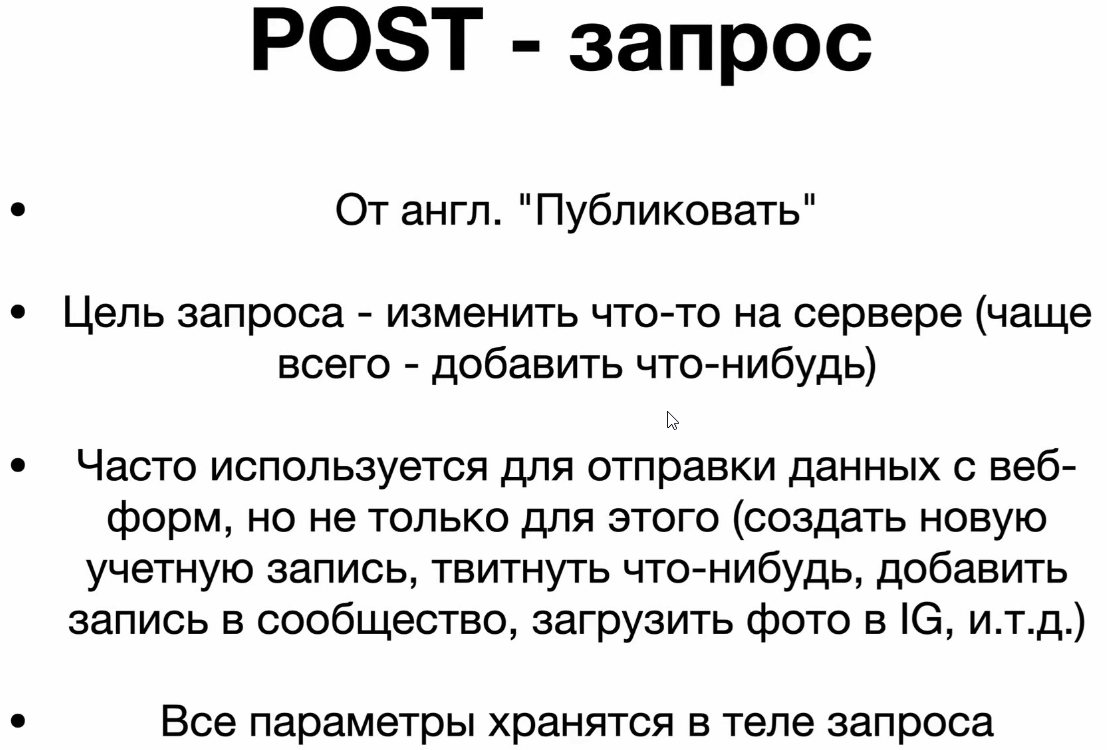 POST - запрос
• От англ. "Публиковать"
• Цель запроса - изменить что-то на сервере (чаще
всего - добавить что-нибудь)
• Часто используется для отправки данных с веб-
форм, но не только для этого (создать новую
учетную запись, твитнуть что-нибудь, добавить
запись в сообщество, загрузить фото в IG, и.т.д.)
• Все параметры хранятся в теле запроса